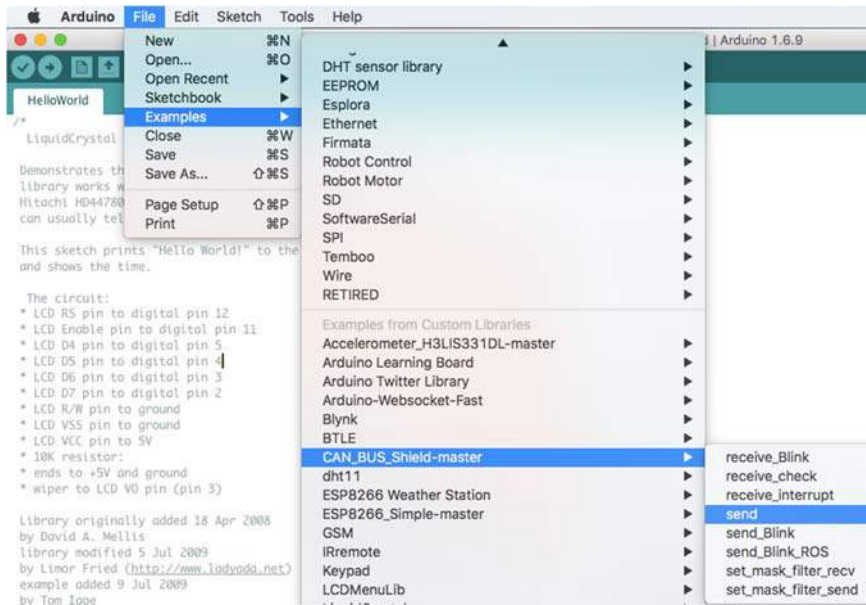 Arduino File Edit Sketch Tools Help
| Arduino 1.6.9
HelloWorld
New ⌘N
Open... ⌘O
Open Recent ▶
Sketchbook ▶
Examples ▶
Close ⌘W
Save ⌘S
Save As... ⇧⌘S
Page Setup ⇧⌘P
Print ⌘P
/*
LiquidCrystal
Demonstrates th
library works w
Hitachi HD44780
can usually tel
This sketch prints "Hello World!" to the
and shows the time.
The circuit:
* LCD RS pin to digital pin 12
* LCD Enable pin to digital pin 11
* LCD D4 pin to digital pin 5
* LCD D5 pin to digital pin 4
* LCD D6 pin to digital pin 3
* LCD D7 pin to digital pin 2
* LCD R/W pin to ground
* LCD VSS pin to ground
* LCD VCC pin to 5V
* 10K resistor:
* ends to +5V and ground
* wiper to LCD VO pin (pin 3)
Library originally added 18 Apr 2008
by David A. Mellis
library modified 5 Jul 2009
by Limor Fried (http://www.ladyada.net)
example added 9 Jul 2009
by Tom Igoe
DHT sensor library ▶
EEPROM ▶
Esplora ▶
Ethernet ▶
Firmata ▶
Robot Control ▶
Robot Motor ▶
SD ▶
SoftwareSerial ▶
SPI ▶
Temboo ▶
Wire ▶
RETIRED ▶
Examples from Custom Libraries
Accelerometer_H3LIS331DL-master ▶
Arduino Learning Board ▶
Arduino Twitter Library ▶
Arduino-Websocket-Fast ▶
Blynk ▶
BTLE ▶
CAN_BUS_Shield-master ▶
dht11 ▶
ESP8266 Weather Station ▶
ESP8266_Simple-master ▶
GSM ▶
IRremote ▶
Keypad ▶
LCDMenuLib ▶
receive_Blink
receive_check
receive_interrupt
send
send_Blink
send_Blink_ROS
set_mask_filter_recv
set_mask_filter_send